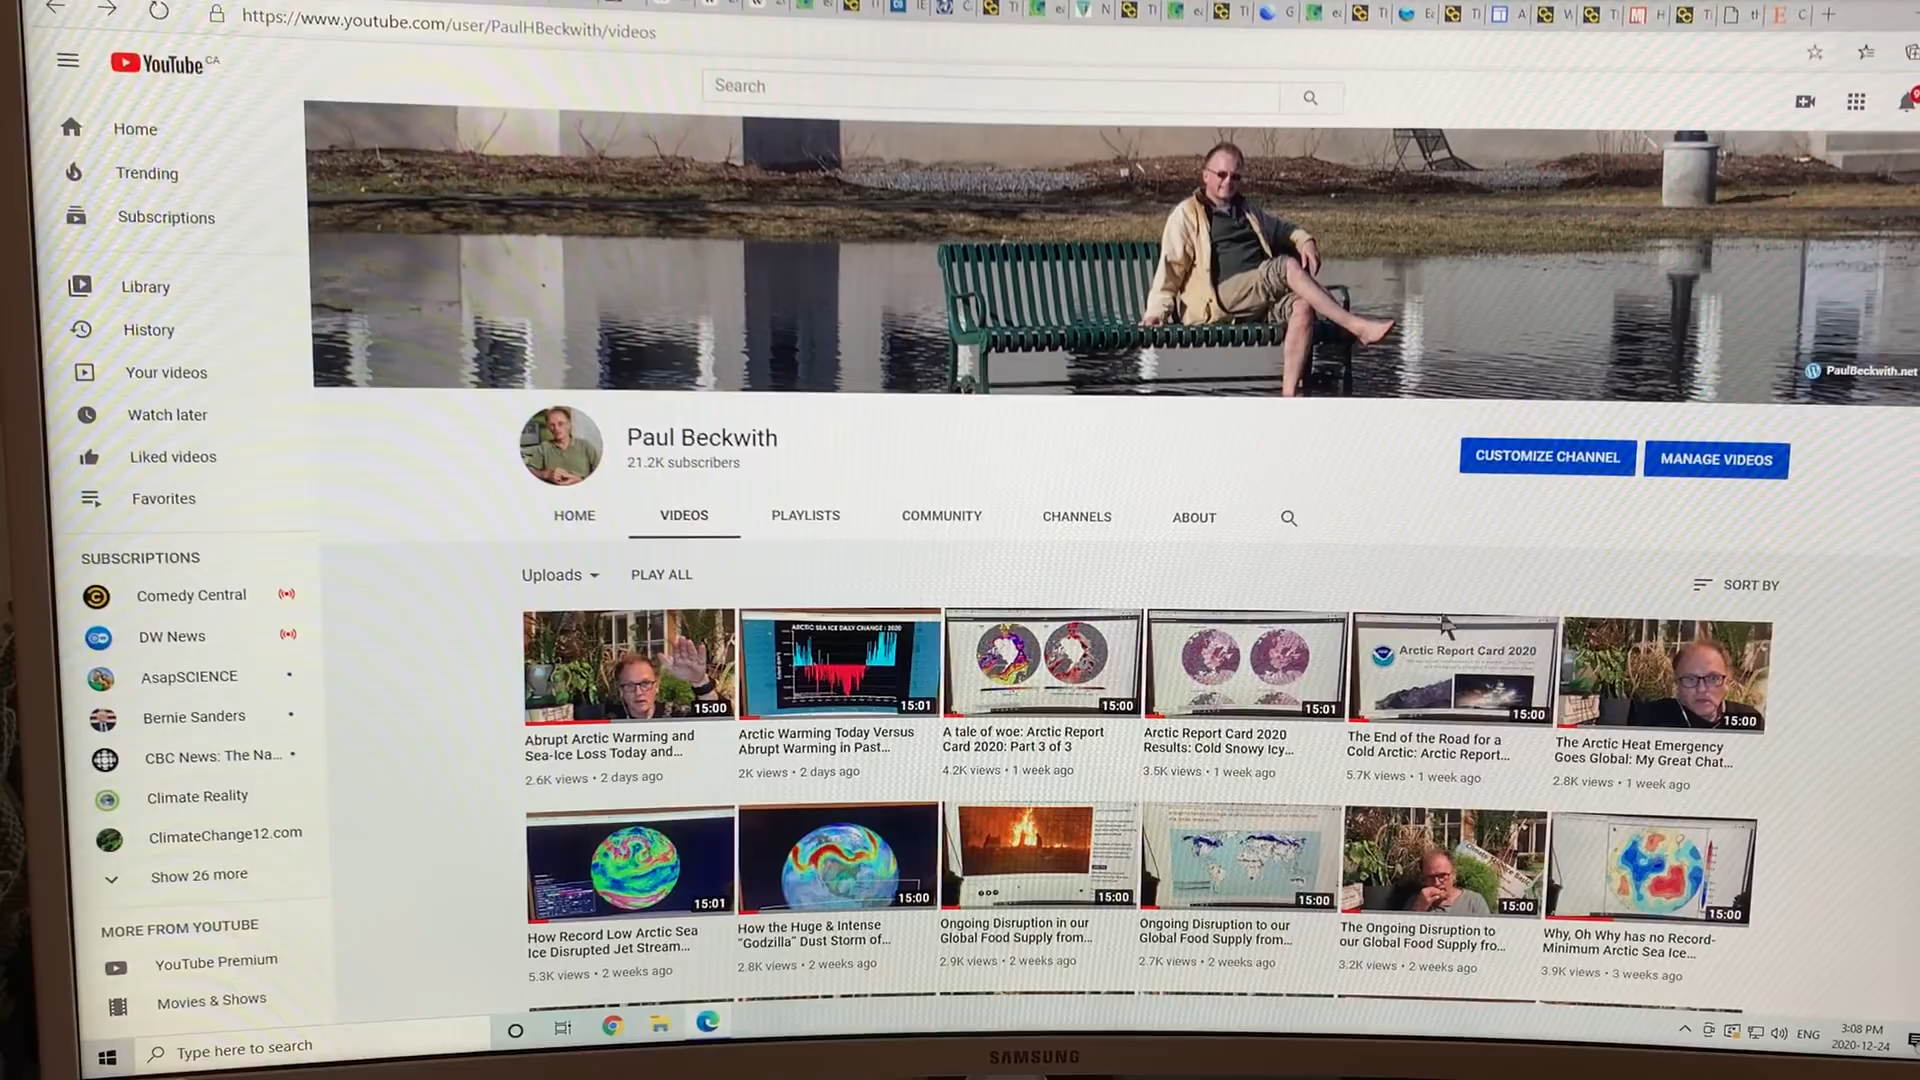 https://www.youtube.com/user/PaulHBeckwith/videos
YouTube CA
Search
Home
Trending
Subscriptions
Library
History
Your videos
Watch later
Liked videos
Favorites
SUBSCRIPTIONS
Comedy Central
DW News
AsapSCIENCE
Bernie Sanders
CBC News: The Na...
Climate Reality
ClimateChange12.com
Show 26 more
MORE FROM YOUTUBE
YouTube Premium
Movies & Shows
PaulBeckwith.net
Paul Beckwith
21.2K subscribers
CUSTOMIZE CHANNEL
MANAGE VIDEOS
HOME VIDEOS PLAYLISTS COMMUNITY CHANNELS ABOUT
Uploads PLAY ALL
SORT BY
15:00
Abrupt Arctic Warming and
Sea-Ice Loss Today and...
2.6K views • 2 days ago
ARCTIC SEA ICE DAILY CHANGE : 2020
15:01
Arctic Warming Today Versus
Abrupt Warming in Past...
2K views • 2 days ago
15:00
A tale of woe: Arctic Report
Card 2020: Part 3 of 3
4.2K views • 1 week ago
15:01
Arctic Report Card 2020
Results: Cold Snowy Icy...
3.5K views • 1 week ago
Arctic Report Card 2020
15:00
The End of the Road for a
Cold Arctic: Arctic Report...
5.7K views • 1 week ago
15:00
The Arctic Heat Emergency
Goes Global: My Great Chat...
2.8K views • 1 week ago
15:01
How Record Low Arctic Sea
Ice Disrupted Jet Stream...
5.3K views • 2 weeks ago
15:00
How the Huge & Intense
"Godzilla" Dust Storm of...
2.8K views • 2 weeks ago
15:00
Ongoing Disruption in our
Global Food Supply from...
2.9K views • 2 weeks ago
15:00
Ongoing Disruption to our
Global Food Supply from...
2.7K views • 2 weeks ago
15:00
The Ongoing Disruption to
our Global Food Supply fro...
3.2K views • 2 weeks ago
15:00
Why, Oh Why has no Record-
Minimum Arctic Sea Ice...
3.9K views • 3 weeks ago
Type here to search
ENG
3:08 PM
2020-12-24
SAMSUNG